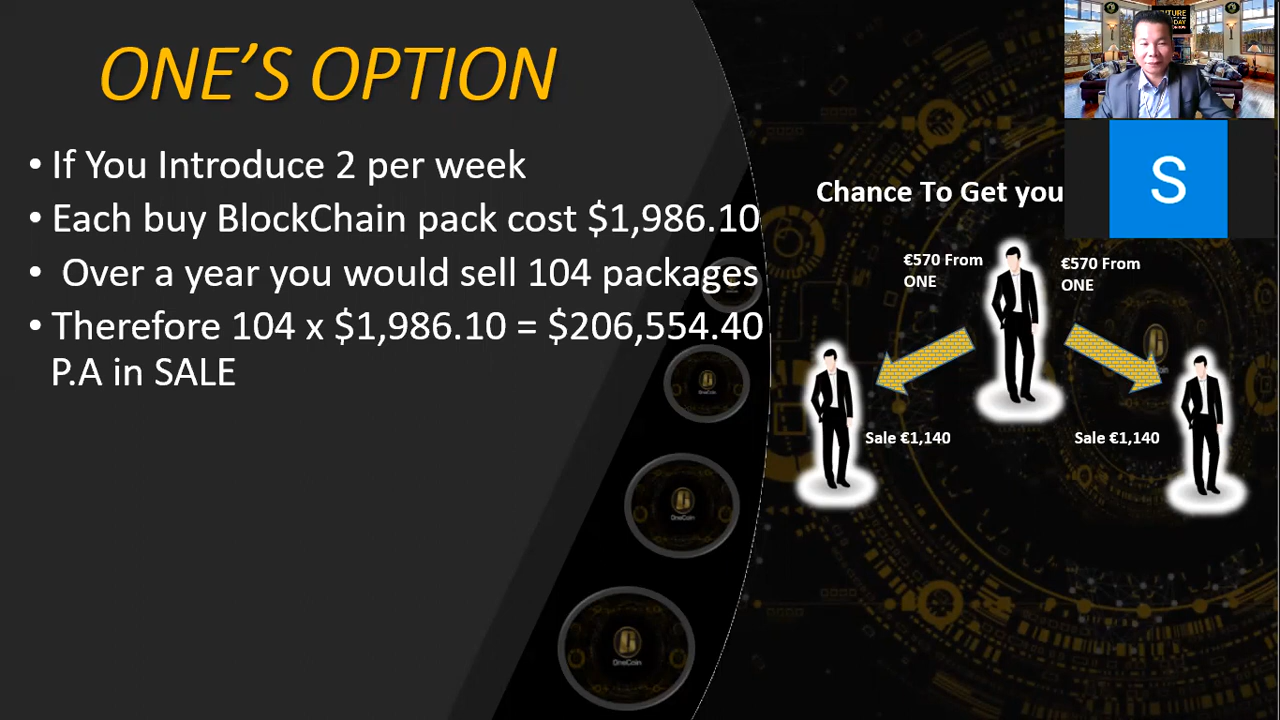 ONE'S OPTION
• If You Introduce 2 per week
• Each buy BlockChain pack cost $1,986.10
• Over a year you would sell 104 packages
• Therefore 104 x $1,986.10 = $206,554.40
P.A in SALE
Chance To Get you
S
€570 From
ONE
€570 From
ONE
Sale €1,140
Sale €1,140
OneCoin
OneCoin